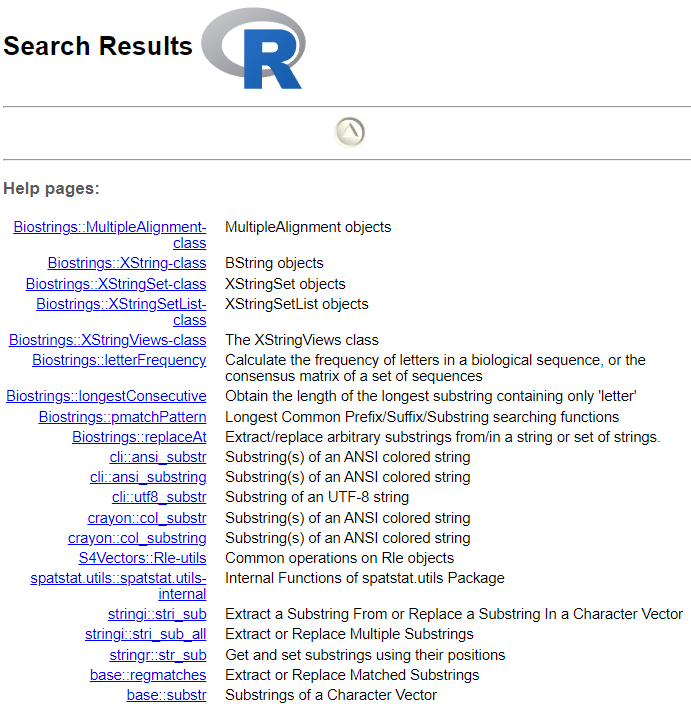 Search Results R
Help pages:
Biostrings::MultipleAlignment- MultipleAlignment objects
class
Biostrings::XString-class BString objects
Biostrings::XStringSet-class XStringSet objects
Biostrings::XStringSetList- XStringSetList objects
class
Biostrings::XStringViews-class The XStringViews class
Biostrings::letterFrequency Calculate the frequency of letters in a biological sequence, or the
consensus matrix of a set of sequences
Biostrings::longestConsecutive Obtain the length of the longest substring containing only 'letter'
Biostrings::pmatchPattern Longest Common Prefix/Suffix/Substring searching functions
Biostrings::replaceAt Extract/replace arbitrary substrings from/in a string or set of strings.
cli::ansi_substr Substring(s) of an ANSI colored string
cli::ansi_substring Substring(s) of an ANSI colored string
cli::utf8_substr Substring of an UTF-8 string
crayon::col_substr Substring(s) of an ANSI colored string
crayon::col_substring Substring(s) of an ANSI colored string
S4Vectors::Rle-utils Common operations on Rle objects
spatstat.utils::spatstat.utils- Internal Functions of spatstat.utils Package
internal
stringi::stri_sub Extract a Substring From or Replace a Substring In a Character Vector
stringi::stri_sub_all Extract or Replace Multiple Substrings
stringr::str_sub Get and set substrings using their positions
base::regmatches Extract or Replace Matched Substrings
base::substr Substrings of a Character Vector